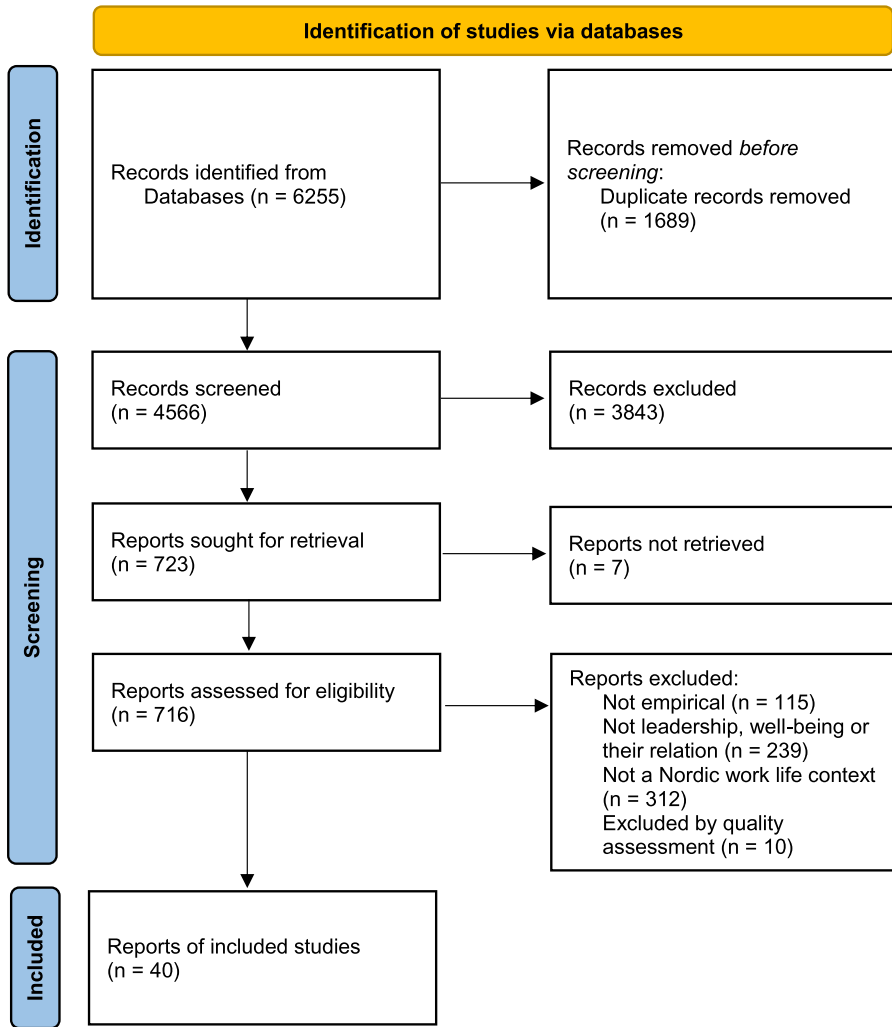 Identification of studies via databases
Identification
Records identified from
Databases (n = 6255)
Records removed before
screening:
Duplicate records removed
(n = 1689)
Screening
Records screened
(n = 4566)
Records excluded
(n = 3843)
Reports sought for retrieval
(n = 723)
Reports not retrieved
(n = 7)
Reports assessed for eligibility
(n = 716)
Reports excluded:
Not empirical (n = 115)
Not leadership, well-being or
their relation (n = 239)
Not a Nordic work life context
(n = 312)
Excluded by quality
assessment (n = 10)
Included
Reports of included studies
(n = 40)